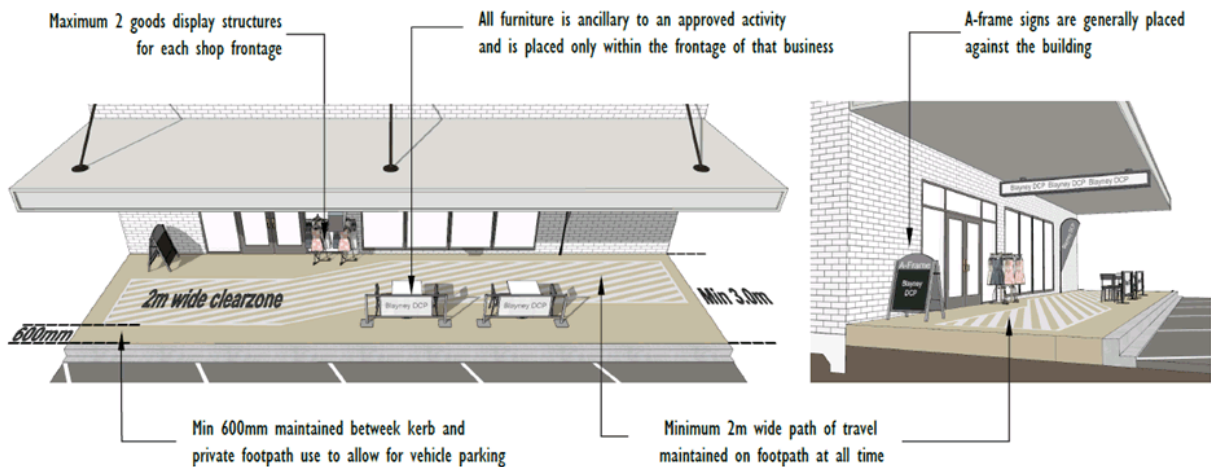 Maximum 2 goods display structures
for each shop frontage
All furniture is ancillary to an approved activity
and is placed only within the frontage of that business
A-frame signs are generally placed
against the building
Blayney DCP Blayney DCP Blayney DCP
Blayney DCP
A-Frame
Blayney
DCP
2m wide clearzone
Blayney DCP
Blayney DCP
Min 3.0m
600mm
Min 600mm maintained betweek kerb and
private footpath use to allow for vehicle parking
Minimum 2m wide path of travel
maintained on footpath at all time